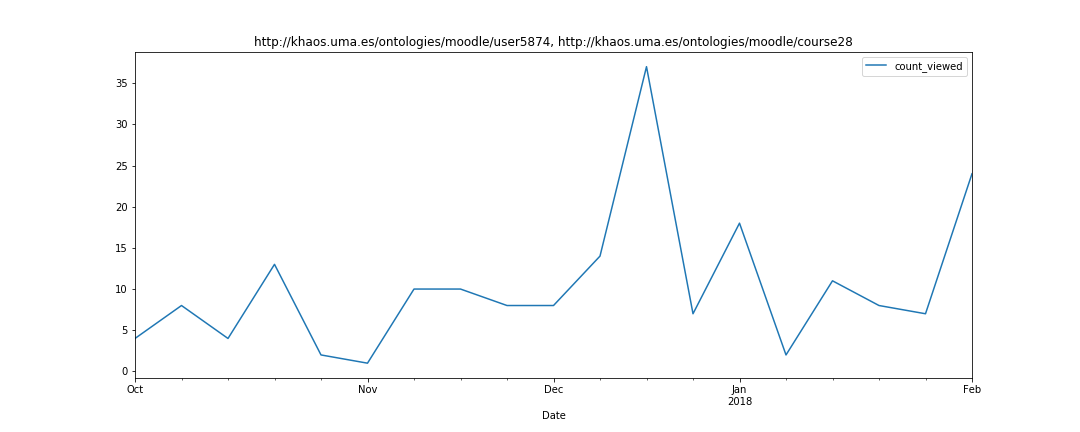 http://khaos.uma.es/ontologies/moodle/user5874, http://khaos.uma.es/ontologies/moodle/course28
count_viewed
35
30
25
20
15
10
5
0
Oct Nov Dec Jan Feb
2018
Date